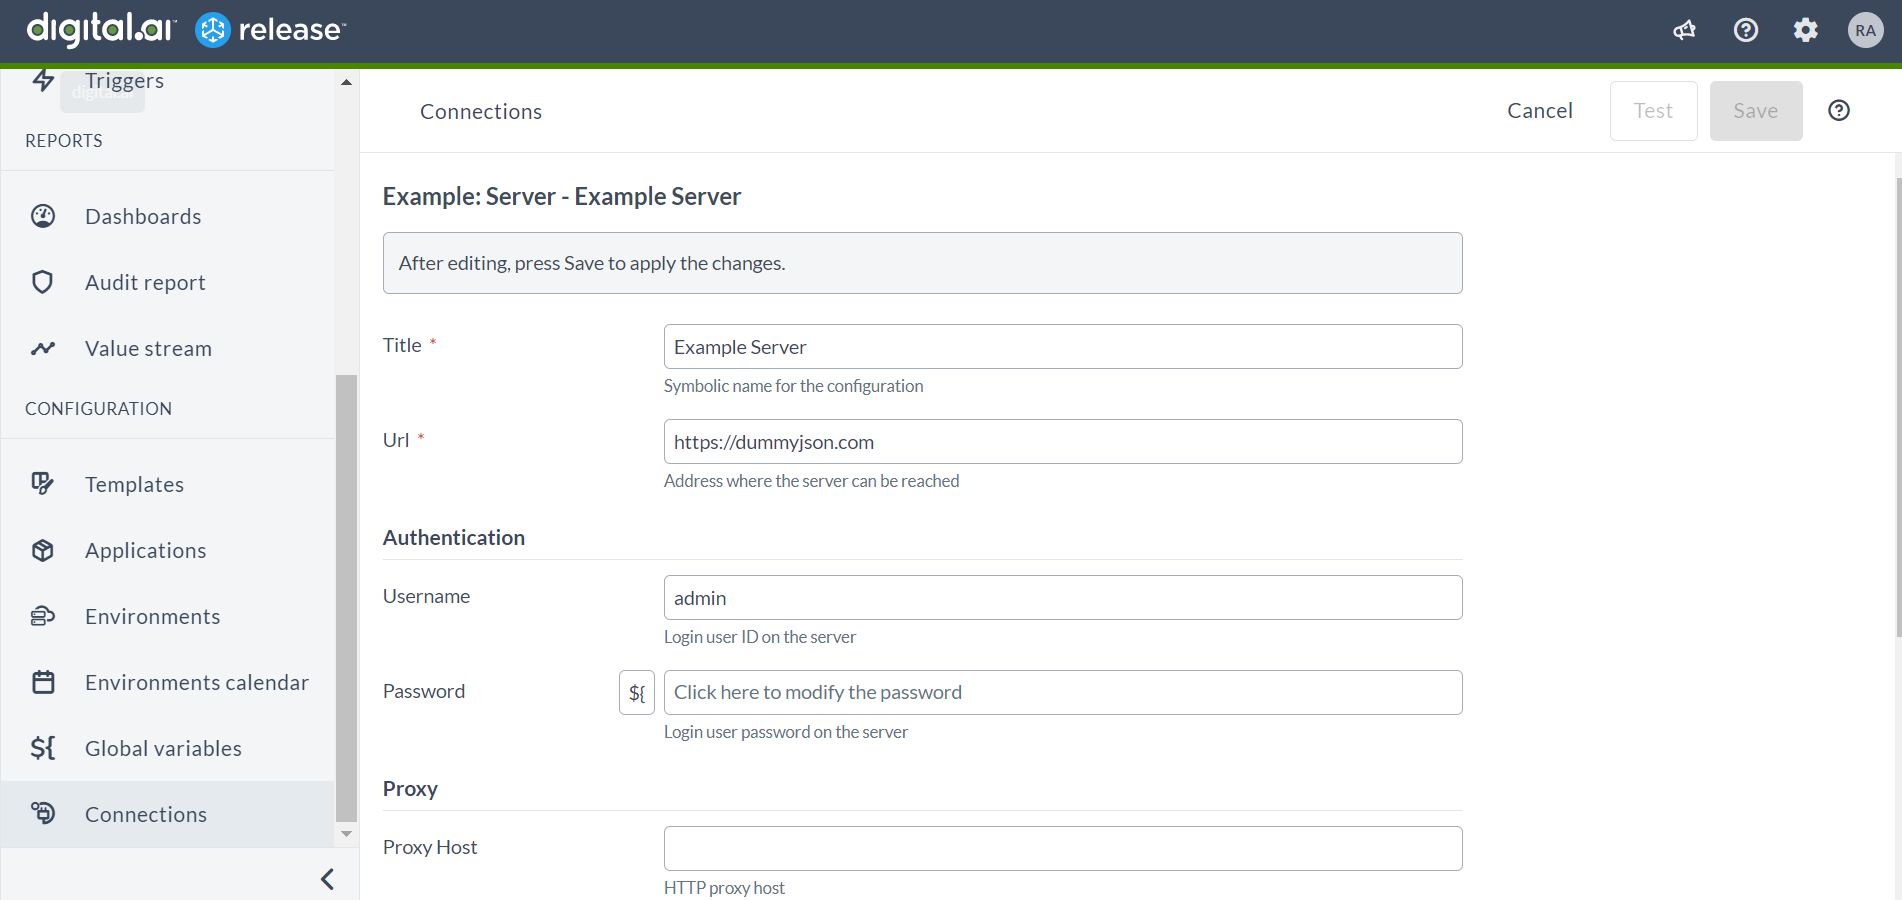 digital.ai release
RA
Triggers
digital.ai
REPORTS
Dashboards
Audit report
Value stream
CONFIGURATION
Templates
Applications
Environments
Environments calendar
${ Global variables
Connections
Connections
Cancel
Test
Save
Example: Server - Example Server
After editing, press Save to apply the changes.
Title *
Example Server
Symbolic name for the configuration
Url *
https://dummyjson.com
Address where the server can be reached
Authentication
Username
admin
Login user ID on the server
Password
${
Click here to modify the password
Login user password on the server
Proxy
Proxy Host
HTTP proxy host